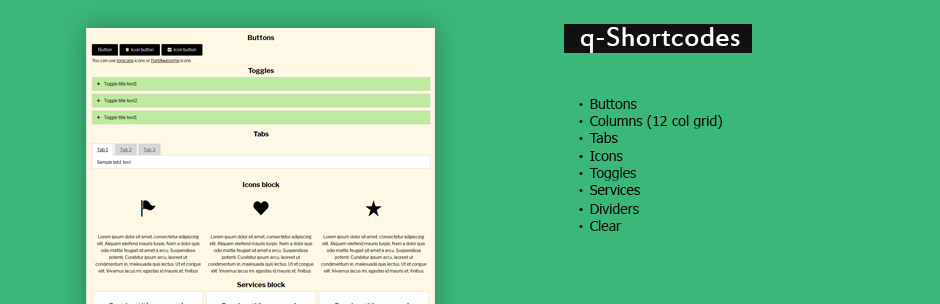 Buttons
Button Icon button Icon button
You can use Ionicons icons or FontAwesome icons
Toggles
+ Toggle title text1
+ Toggle title text2
+ Toggle title text1
Tabs
Tab 1 Tab 2 Tab 3
Sample tab1 text
Icons block
Lorem ipsum dolor sit amet, consectetur adipiscing
elit. Aliquam eleifend mauris turpis. Nam a dolor quis
odio mattis feugiat sit amet a arcu. Suspendisse
potenti. Curabitur ipsum arcu, laoreet ut
condimentum in, malesuada quis lectus. Ut et congue
elit. Vivamus lacus mi, egestas id mauris at, finibus
Lorem ipsum dolor sit amet, consectetur adipiscing
elit. Aliquam eleifend mauris turpis. Nam a dolor quis
odio mattis feugiat sit amet a arcu. Suspendisse
potenti. Curabitur ipsum arcu, laoreet ut
condimentum in, malesuada quis lectus. Ut et congue
elit. Vivamus lacus mi, egestas id mauris at, finibus
Lorem ipsum dolor sit amet, consectetur adipiscing
elit. Aliquam eleifend mauris turpis. Nam a dolor quis
odio mattis feugiat sit amet a arcu. Suspendisse
potenti. Curabitur ipsum arcu, laoreet ut
condimentum in, malesuada quis lectus. Ut et congue
elit. Vivamus lacus mi, egestas id mauris at, finibus
Services block
q-Shortcodes
• Buttons
• Columns (12 col grid)
• Tabs
• Icons
• Toggles
• Services
• Dividers
• Clear